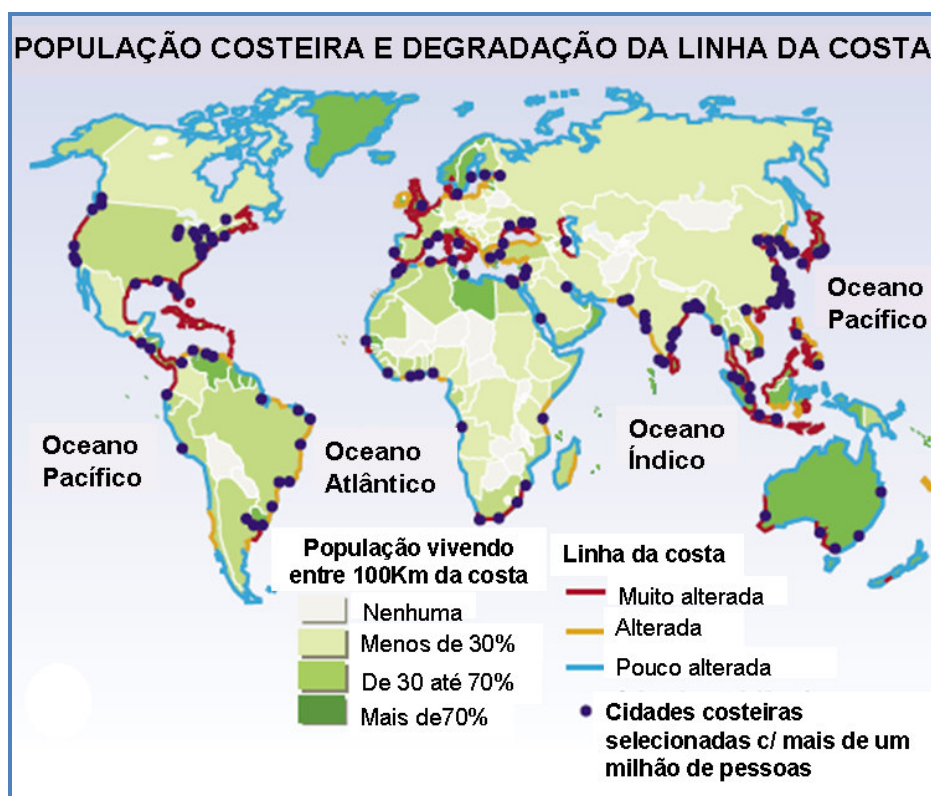 POPULAÇÃO COSTEIRA E DEGRADAÇÃO DA LINHA DA COSTA
Oceano
Pacífico
Oceano
Pacífico
Oceano
Atlântico
Oceano
Índico
População vivendo
entre 100Km da costa
Nenhuma
Menos de 30%
De 30 até 70%
Mais de70%
Linha da costa
Muito alterada
Alterada
Pouco alterada
Cidades costeiras
selecionadas c/ mais de um
milhão de pessoas